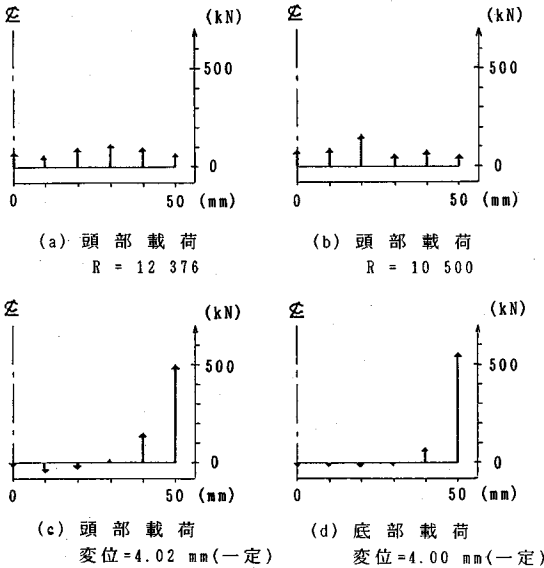 ℄ (kN)
500
0
0 50 (mm)
(a) 頭部載荷
R = 12 376
℄ (kN)
500
0
0 50 (mm)
(b) 頭部載荷
R = 10 500
℄ (kN)
500
0
0 50 (mm)
(c) 頭部載荷
変位=4.02 mm(一定)
℄ (kN)
500
0
0 50 (mm)
(d) 底部載荷
変位=4.00 mm(一定)